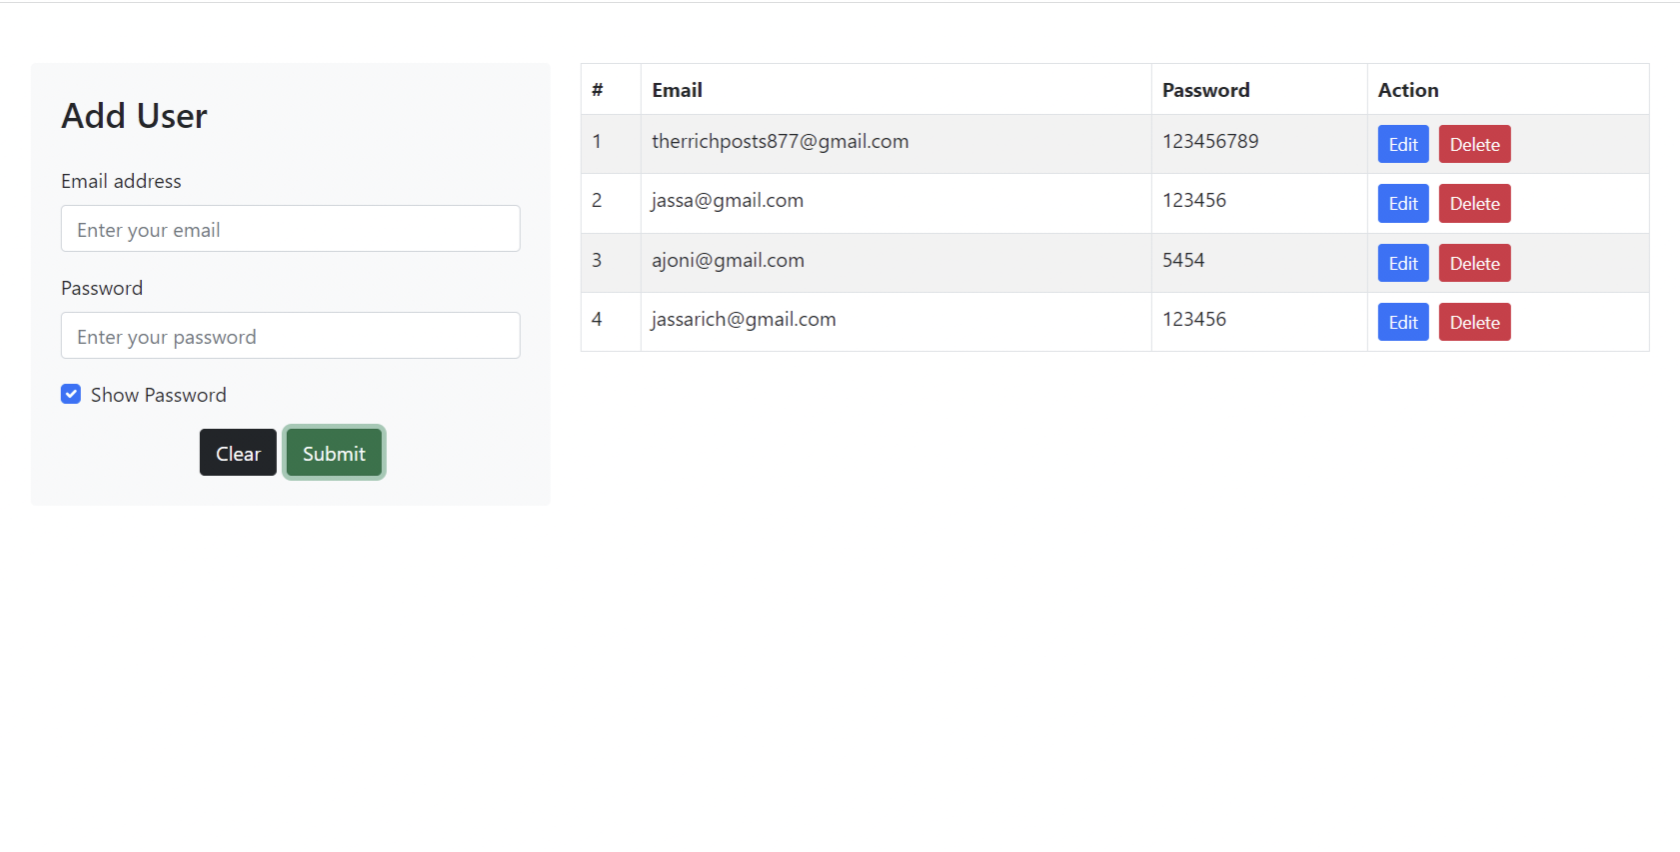 Add User
Email address
Enter your email
Password
Enter your password
Show Password
Clear Submit
# Email Password Action
1 therrichposts877@gmail.com 123456789 Edit Delete
2 jassa@gmail.com 123456 Edit Delete
3 ajoni@gmail.com 5454 Edit Delete
4 jassarich@gmail.com 123456 Edit Delete